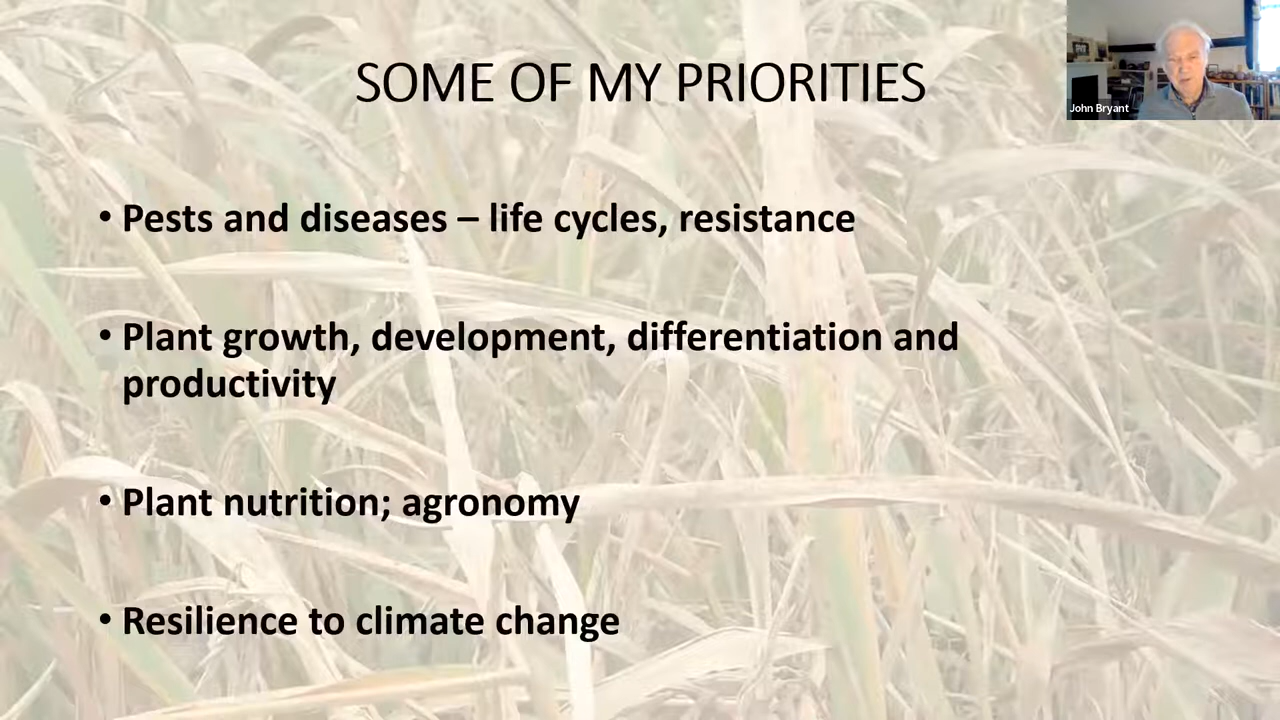 SOME OF MY PRIORITIES
John Bryant
• Pests and diseases – life cycles, resistance
• Plant growth, development, differentiation and
productivity
• Plant nutrition; agronomy
• Resilience to climate change